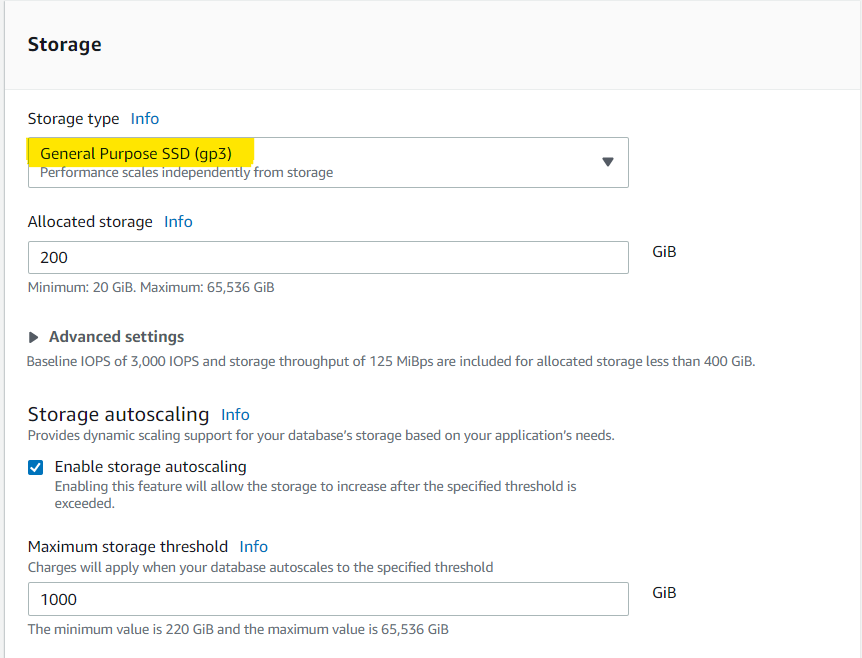 Storage
Storage type Info
General Purpose SSD (gp3)
Performance scales independently from storage
Allocated storage Info
200 GiB
Minimum: 20 GiB. Maximum: 65,536 GiB
Advanced settings
Baseline IOPS of 3,000 IOPS and storage throughput of 125 MiBps are included for allocated storage less than 400 GiB.
Storage autoscaling Info
Provides dynamic scaling support for your database’s storage based on your application’s needs.
Enable storage autoscaling
Enabling this feature will allow the storage to increase after the specified threshold is
exceeded.
Maximum storage threshold Info
Charges will apply when your database autoscales to the specified threshold
1000 GiB
The minimum value is 220 GiB and the maximum value is 65,536 GiB